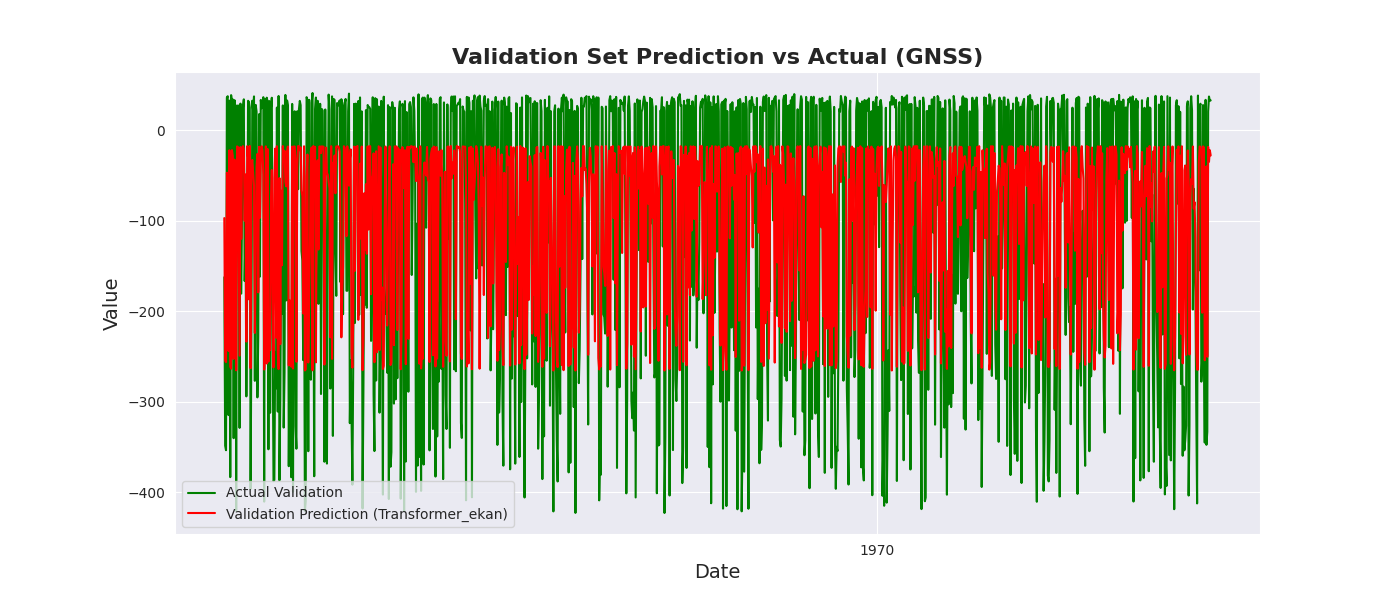 Validation Set Prediction vs Actual (GNSS)
Value
0
−100
−200
−300
−400
Actual Validation
Validation Prediction (Transformer_ekan)
1970
Date